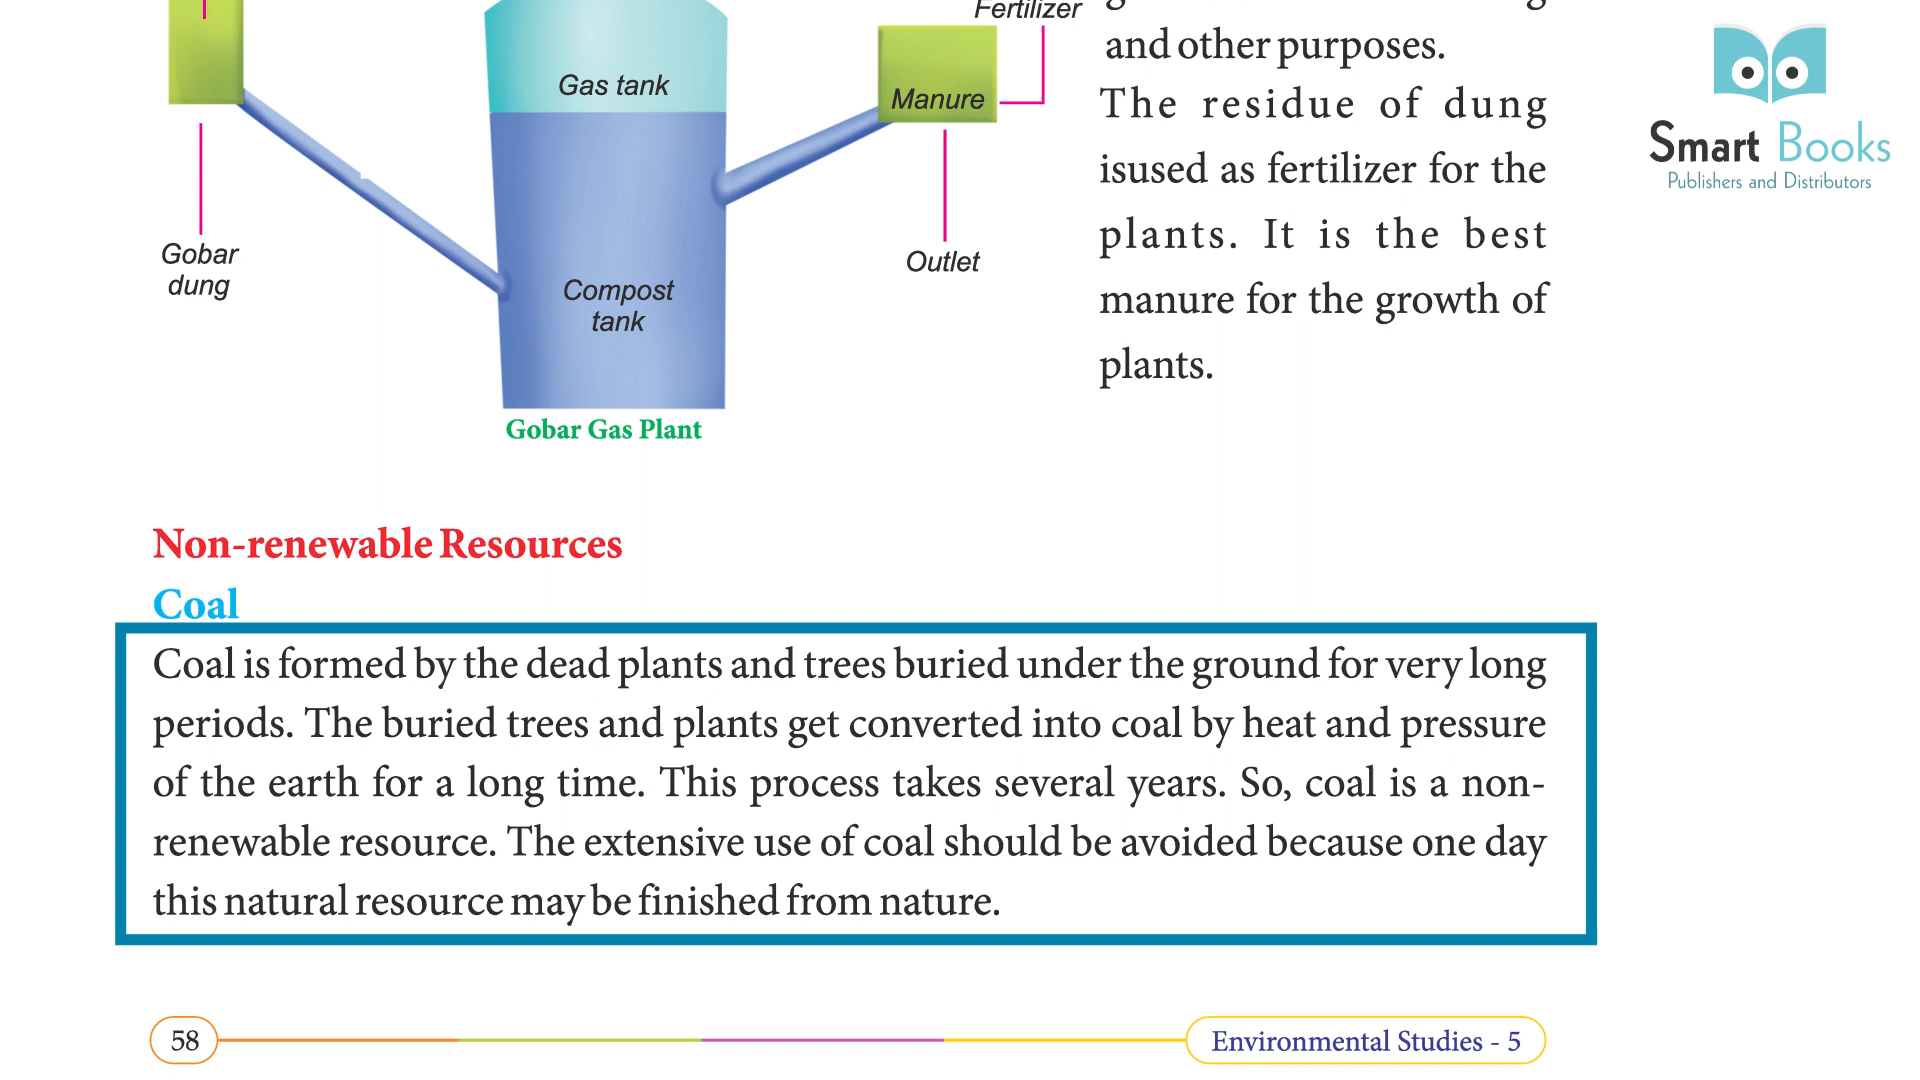 Fertilizer
and other purposes.
Gas tank
Manure
The residue of dung
isused as fertilizer for the
plants. It is the best
manure for the growth of
plants.
Gobar
dung
Outlet
Compost
tank
Gobar Gas Plant
Smart Books
Publishers and Distributors
Non-renewable Resources
Coal
Coal is formed by the dead plants and trees buried under the ground for very long
periods. The buried trees and plants get converted into coal by heat and pressure
of the earth for a long time. This process takes several years. So, coal is a non-
renewable resource. The extensive use of coal should be avoided because one day
this natural resource may be finished from nature.
58
Environmental Studies - 5